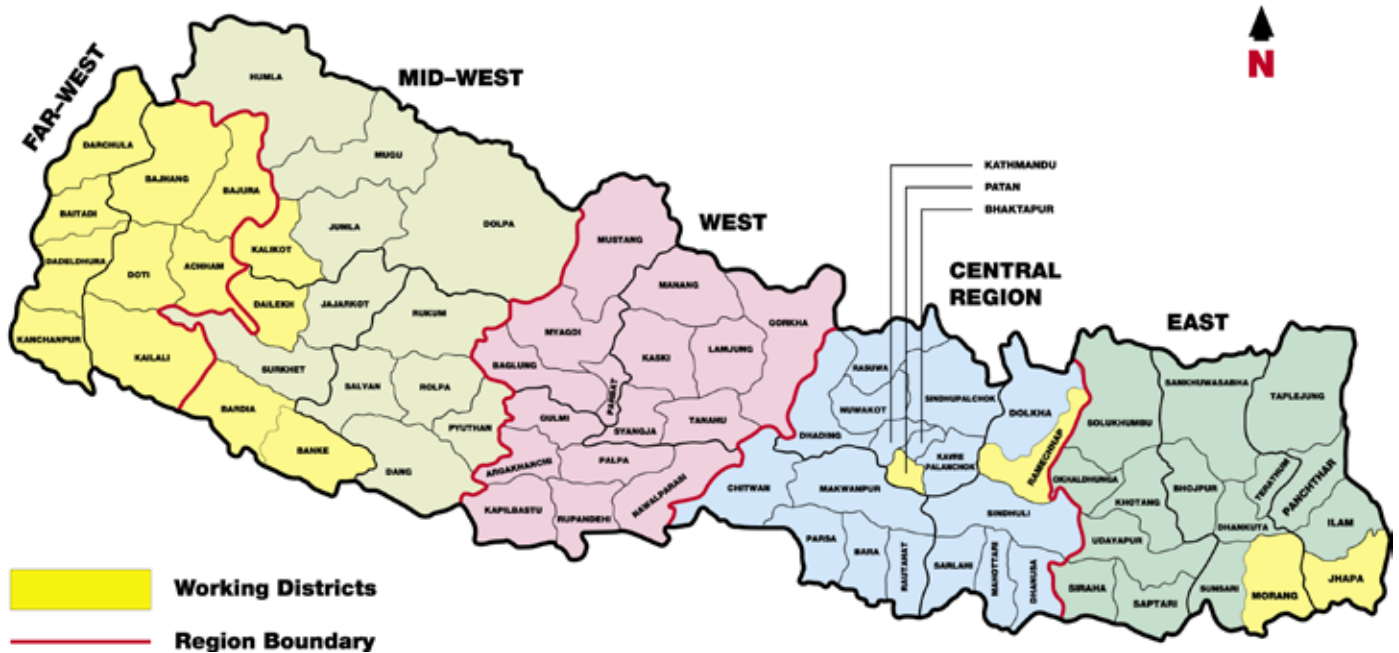 N
FAR-WEST
MID-WEST
WEST
CENTRAL
REGION
EAST
HUMLA
DARCHULA
BAJHANG
BAJURA
MUGU
BAITADI
JUMLA
DOLPA
KALIKOT
DADELDHURA
DOTI
ACHHAM
DAILEKH
JAJARKOT
RUKUM
KANCHANPUR
KAILALI
SURKHET
SALYAN
ROLPA
BARDIA
PYUTHAN
BANKE
DANG
MUSTANG
MANANG
GORKHA
MYAGDI
BAGLUNG
KASKI
LAMJUNG
PARBAT
GULMI
SYANGJA
TANAHU
ARGAKHANCHI
PALPA
KAPILBASTU
RUPANDEHI
NAWALPARASI
KATHMANDU
PATAN
BHAKTAPUR
RASUWA
NUWAKOT
SINDHUPALCHOK
DOLKHA
DHADING
KAVRE
PALANCHOK
RAMECHHAP
CHITWAN
MAKWANPUR
SINDHULI
PARSA
BARA
RAUTAHAT
SARLAHI
MAHOTTARI
DHANUSA
SOLUKHUMBU
SANKHUWASABHA
TAPLEJUNG
OKHALDHUNGA
KHOTANG
BHOJPUR
TERATHUM
PANCHTHAR
DHANKUTA
ILAM
UDAYAPUR
SIRAHA
SAPTARI
SUNSARI
MORANG
JHAPA
Working Districts
Region Boundary